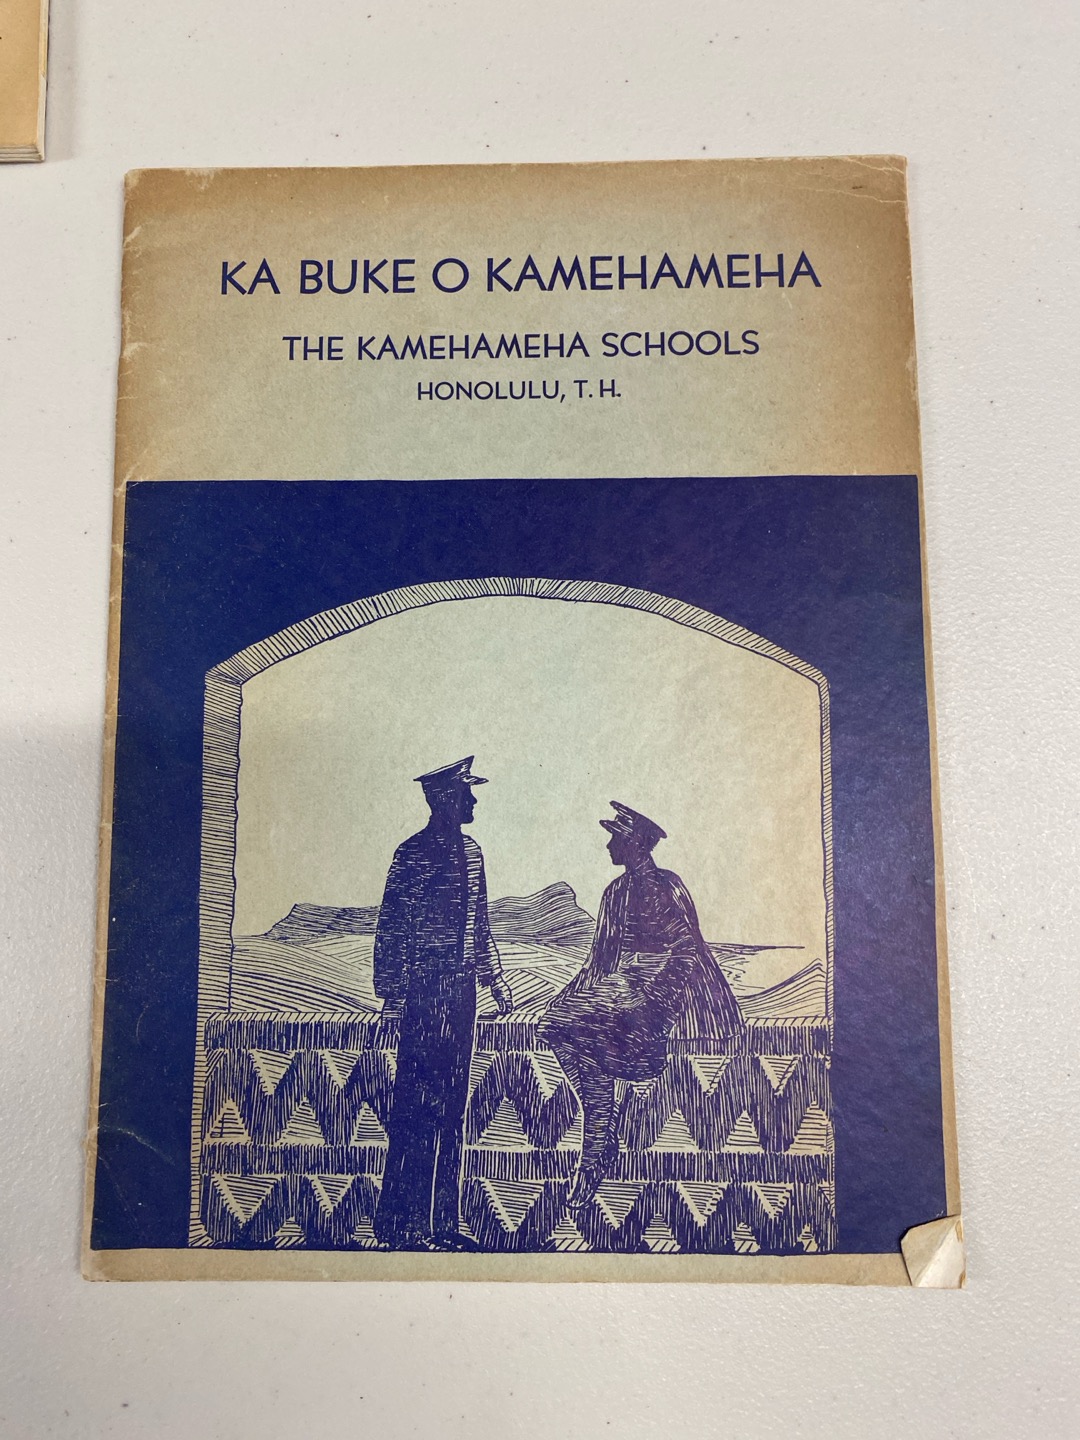 KA BUKE O KAMEHAMEHA
THE KAMEHAMEHA SCHOOLS
HONOLULU, T. H.